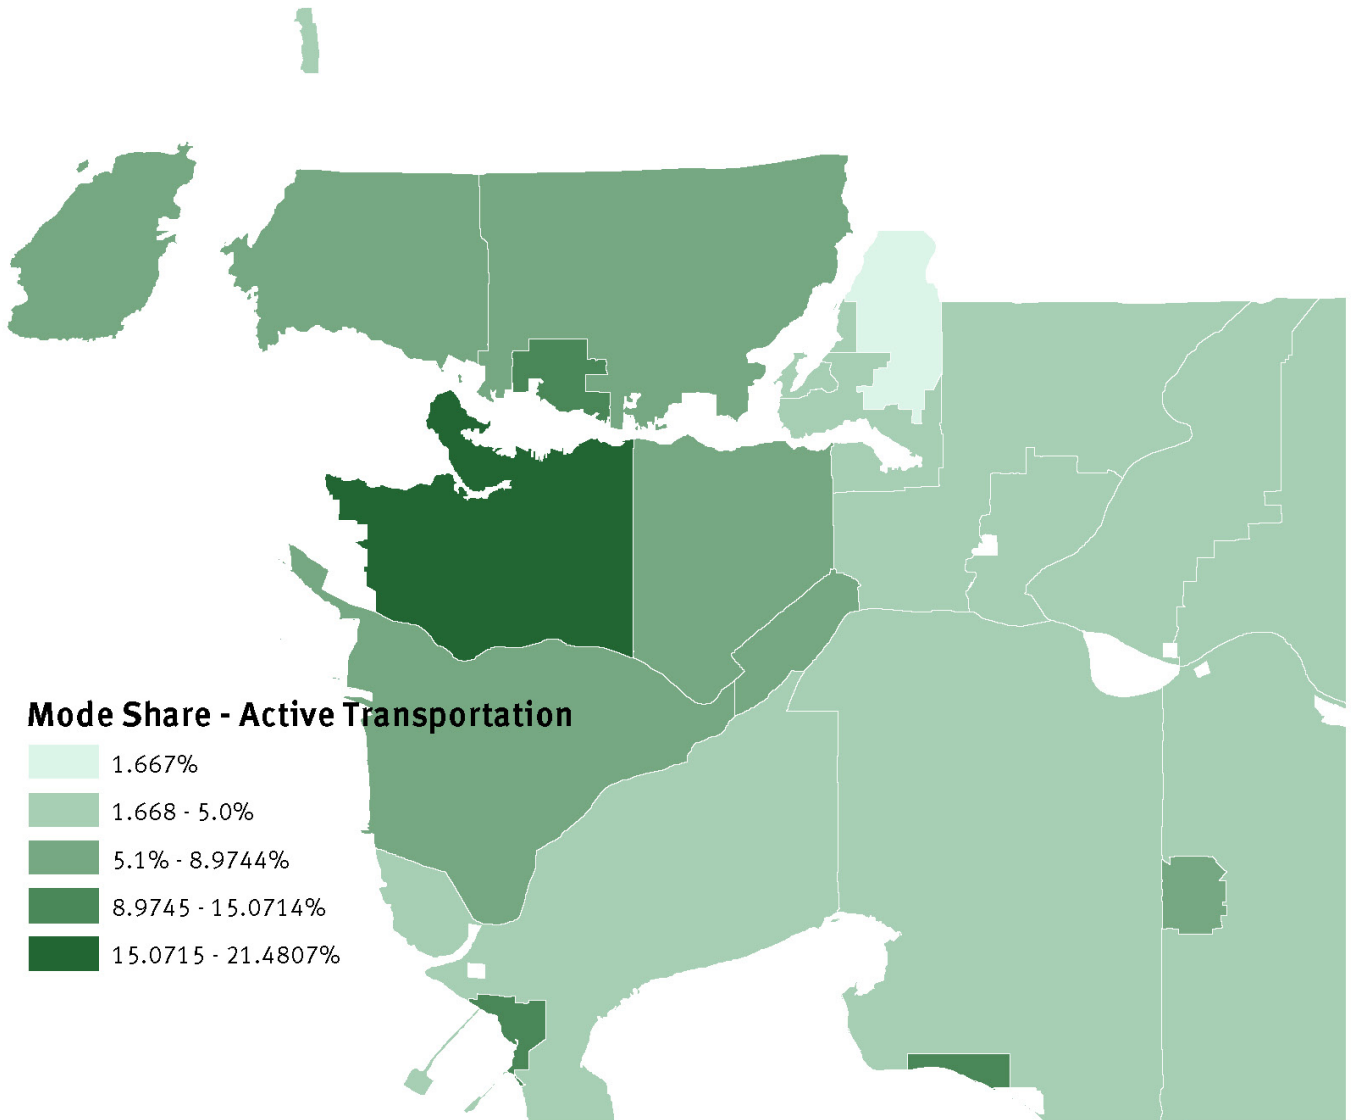 Mode Share - Active Transportation
1.667%
1.668 - 5.0%
5.1% - 8.9744%
8.9745 - 15.0714%
15.0715 - 21.4807%